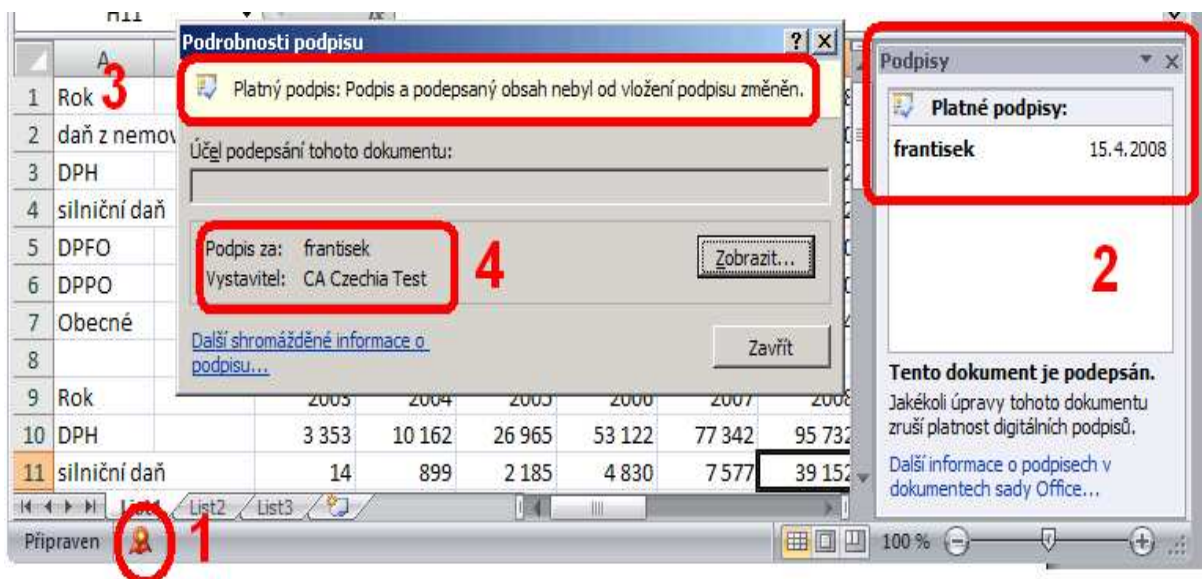 H11
Podrobnosti podpisu
Platný podpis: Podpis a podepsaný obsah nebyl od vložení podpisu změněn.
Účel podepsání tohoto dokumentu:
Podpis za: frantisek
Vystavitel: CA Czechia Test
Zobrazit...
Další shromážděné informace o
podpisu...
Zavřít
Podpisy
Platné podpisy:
frantisek 15.4.2008
Tento dokument je podepsán.
Jakékoli úpravy tohoto dokumentu
zruší platnost digitálních podpisů.
Další informace o podpisech v
dokumentech sady Office...
A
3
4
2
1 Rok
2 daň z nemov
3 DPH
4 silniční daň
5 DPFO
6 DPPO
7 Obecné
8
9 Rok 2003 2004 2005 2006 2007 2008
10 DPH 3 353 10 162 26 965 53 122 77 342 95 732
11 silniční daň 14 899 2 185 4 830 7 577 39 152
List1 List2 List3
Připraven 1 100 %